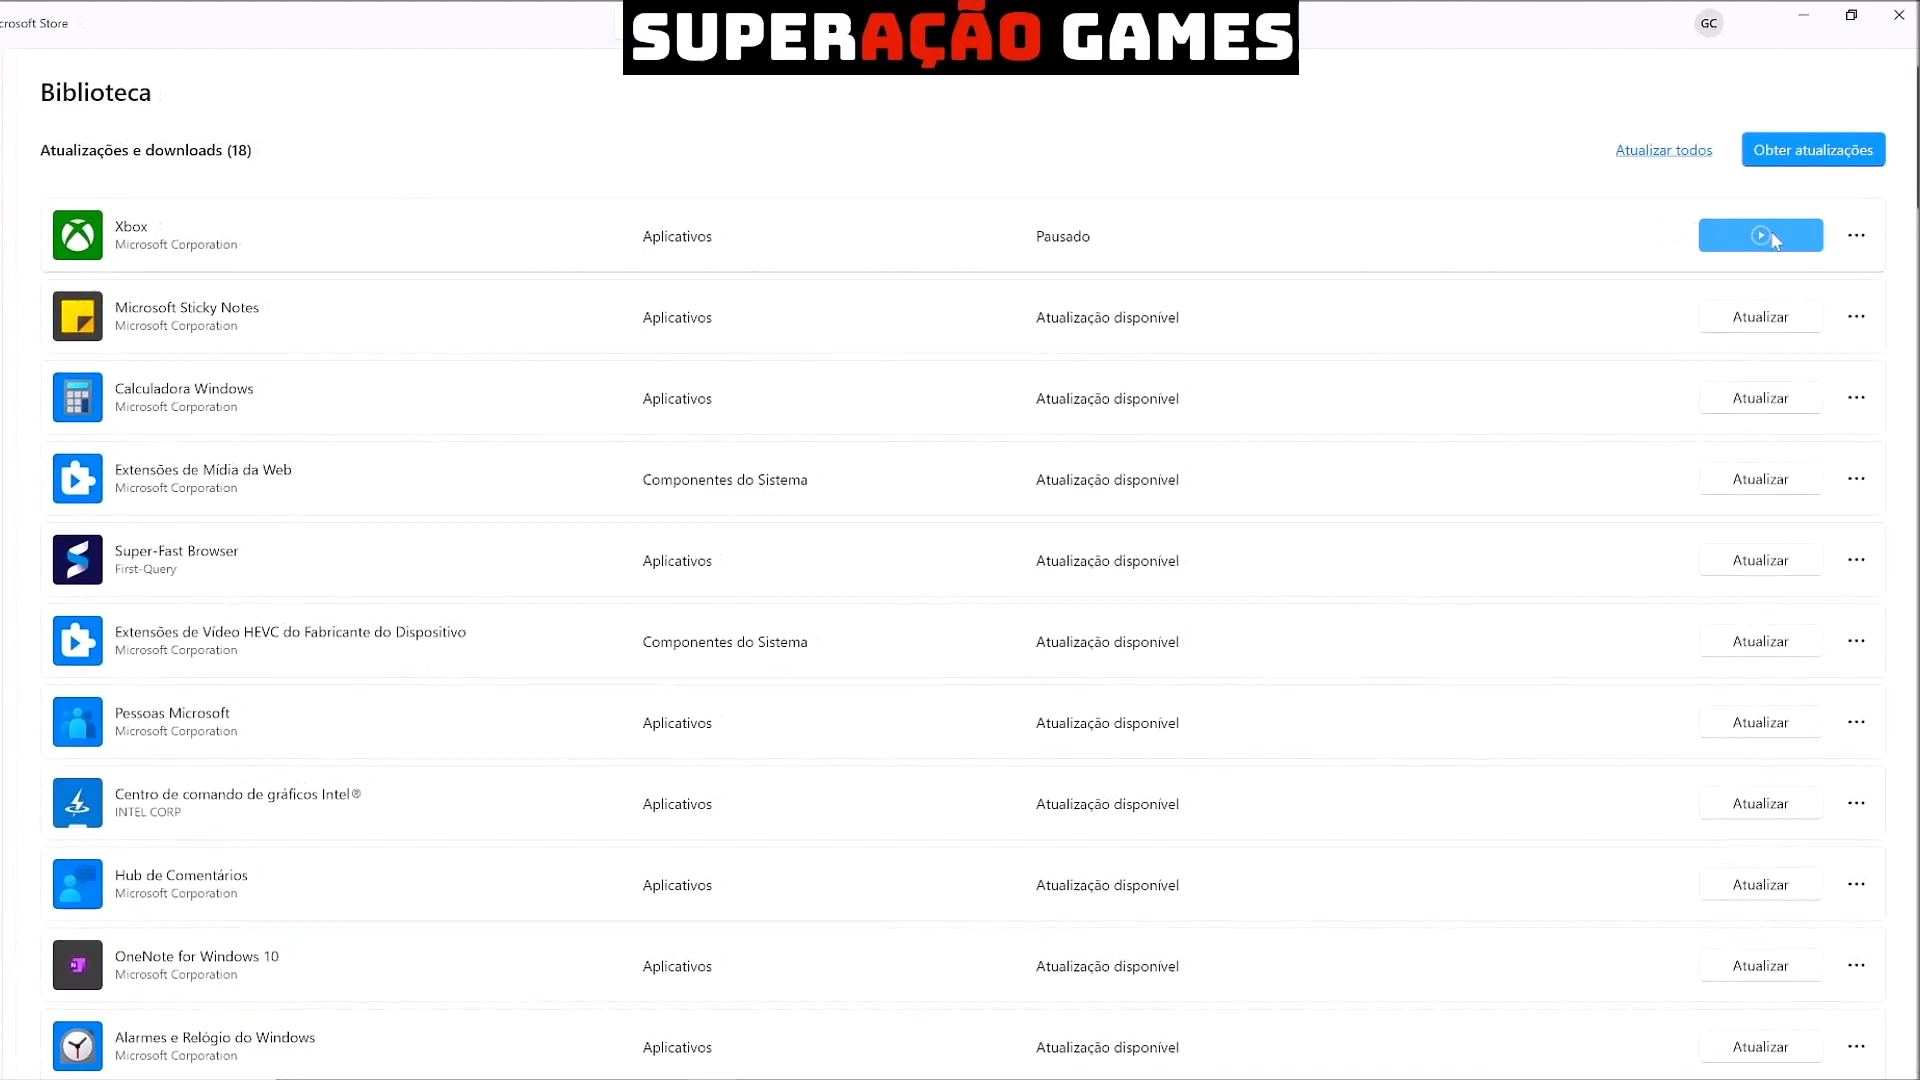 crosoft Store
SUPERAÇÃO GAMES
GC
Biblioteca
Atualizações e downloads (18)
Atualizar todos
Obter atualizações
Xbox
Microsoft Corporation
Aplicativos
Pausado
Microsoft Sticky Notes
Microsoft Corporation
Aplicativos
Atualização disponível
Atualizar
Calculadora Windows
Microsoft Corporation
Aplicativos
Atualização disponível
Atualizar
Extensões de Mídia da Web
Microsoft Corporation
Componentes do Sistema
Atualização disponível
Atualizar
Super-Fast Browser
First-Query
Aplicativos
Atualização disponível
Atualizar
Extensões de Vídeo HEVC do Fabricante do Dispositivo
Microsoft Corporation
Componentes do Sistema
Atualização disponível
Atualizar
Pessoas Microsoft
Microsoft Corporation
Aplicativos
Atualização disponível
Atualizar
Centro de comando de gráficos Intel®
INTEL CORP
Aplicativos
Atualização disponível
Atualizar
Hub de Comentários
Microsoft Corporation
Aplicativos
Atualização disponível
Atualizar
OneNote for Windows 10
Microsoft Corporation
Aplicativos
Atualização disponível
Atualizar
Alarmes e Relógio do Windows
Microsoft Corporation
Aplicativos
Atualização disponível
Atualizar